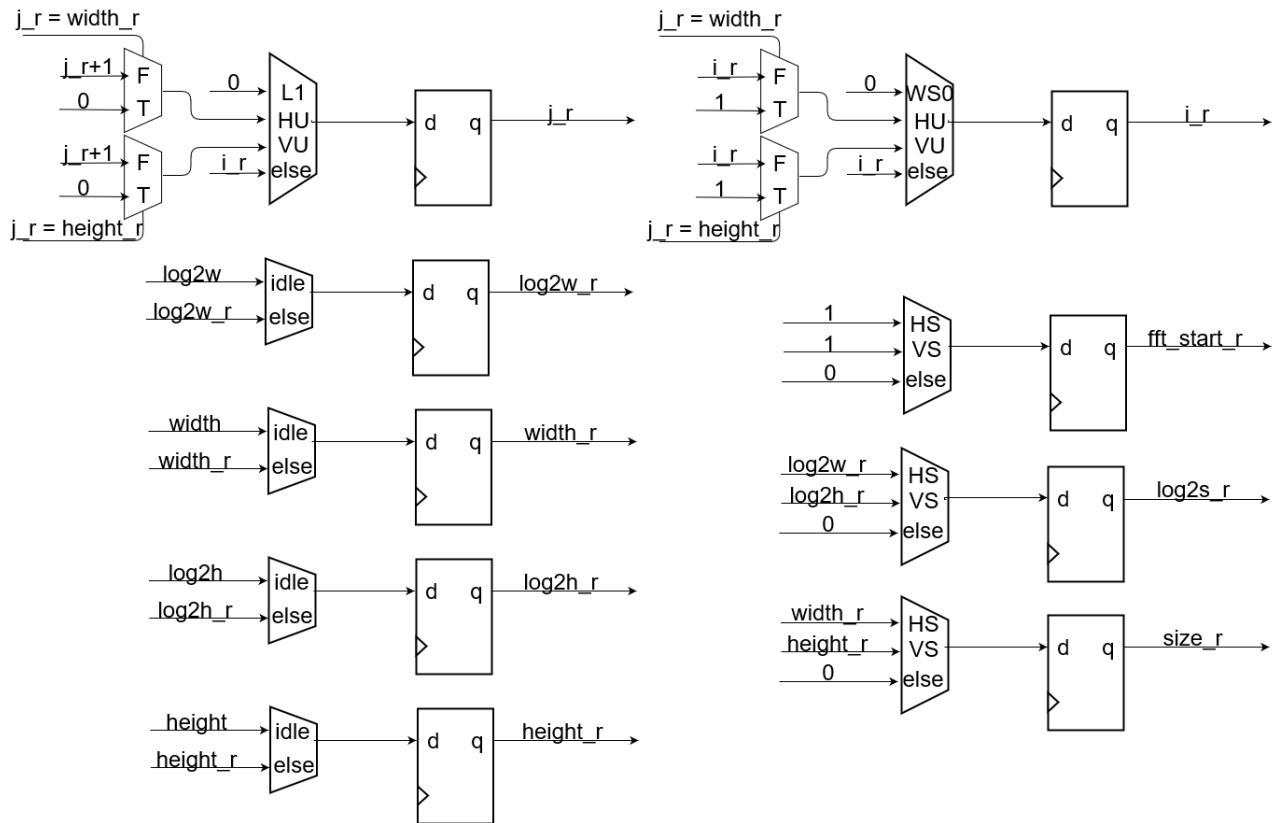 j_r = width_r
j_r+1
F
0
T
j_r+1
F
0
T
j_r = height_r
0
L1
HU
VU
i_r
else
d
q
j_r
j_r = width_r
i_r
F
1
T
i_r
F
1
T
j_r = height_r
0
WS0
HU
VU
i_r
else
d
q
i_r
log2w
idle
log2w_r
else
d
q
log2w_r
width
idle
width_r
else
d
q
width_r
log2h
idle
log2h_r
else
d
q
log2h_r
height
idle
height_r
else
d
q
height_r
1
HS
1
VS
0
else
d
q
fft_start_r
log2w_r
HS
log2h_r
VS
0
else
d
q
log2s_r
width_r
HS
height_r
VS
0
else
d
q
size_r